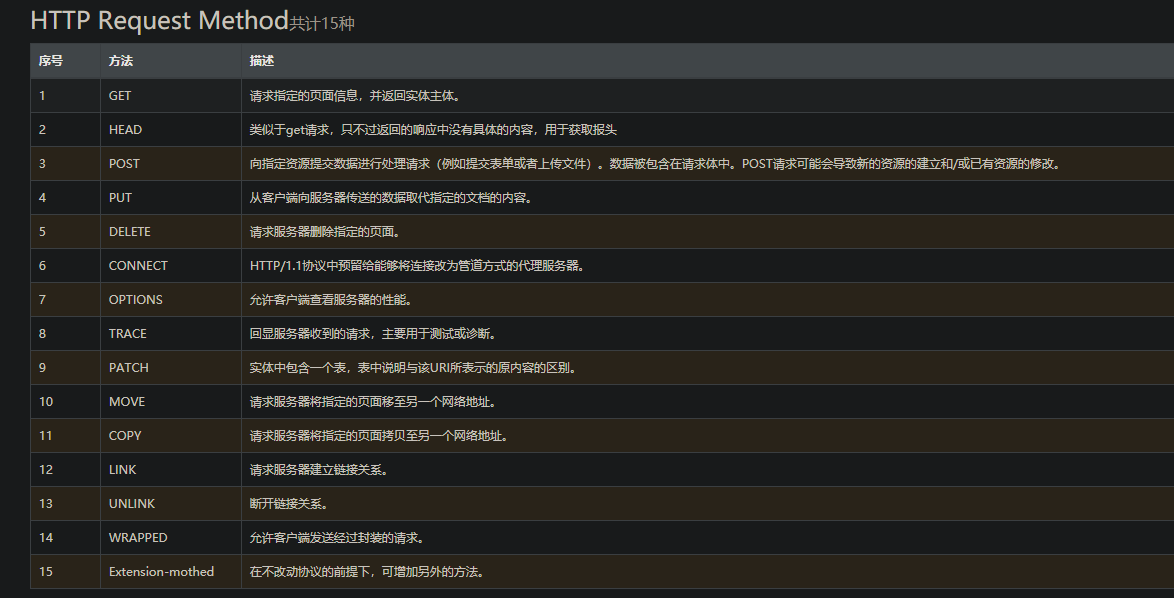 HTTP Request Method共计15种
序号 方法 描述
1 GET 请求指定的页面信息，并返回实体主体。
2 HEAD 类似于get请求，只不过返回的响应中没有具体的内容，用于获取报头
3 POST 向指定资源提交数据进行处理请求（例如提交表单或者上传文件）。数据被包含在请求体中。POST请求可能会导致新的资源的建立和/或已有资源的修改。
4 PUT 从客户端向服务器传送的数据取代指定的文档的内容。
5 DELETE 请求服务器删除指定的页面。
6 CONNECT HTTP/1.1协议中预留给能够将连接改为管道方式的代理服务器。
7 OPTIONS 允许客户端查看服务器的性能。
8 TRACE 回显服务器收到的请求，主要用于测试或诊断。
9 PATCH 实体中包含一个表，表中说明与该URI所表示的原内容的区别。
10 MOVE 请求服务器将指定的页面移至另一个网络地址。
11 COPY 请求服务器将指定的页面拷贝至另一个网络地址。
12 LINK 请求服务器建立链接关系。
13 UNLINK 断开链接关系。
14 WRAPPED 允许客户端发送经过封装的请求。
15 Extension-mothed 在不改动协议的前提下，可增加另外的方法。